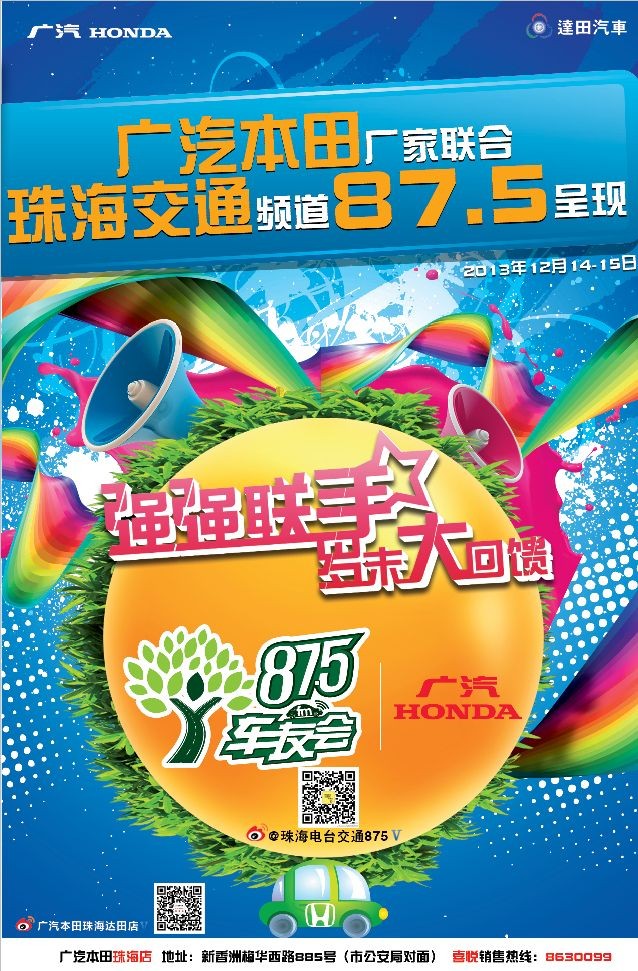 广汽 HONDA
達田汽車
广汽本田厂家联合
珠海交通频道87.5呈现
2013年12月14-15日
强强联手
岁末大回馈
87.5
车友会
广汽
HONDA
@珠海电台交通875 V
广汽本田珠海达田店V
广汽本田珠海店 地址：新香洲梅华西路885号（市公安局对面） 喜悦销售热线：8630099